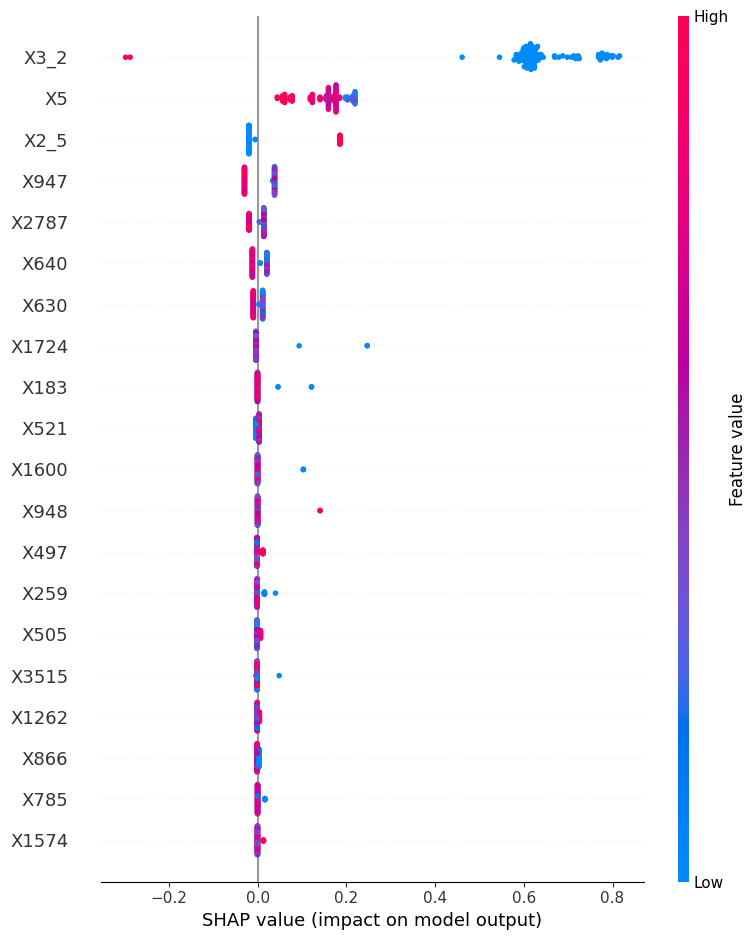 High
X3_2
X5
X2_5
X947
X2787
X640
X630
X1724
X183
X521
X1600
X948
X497
X259
X505
X3515
X1262
X866
X785
X1574
Feature value
Low
−0.2 0.0 0.2 0.4 0.6 0.8
SHAP value (impact on model output)